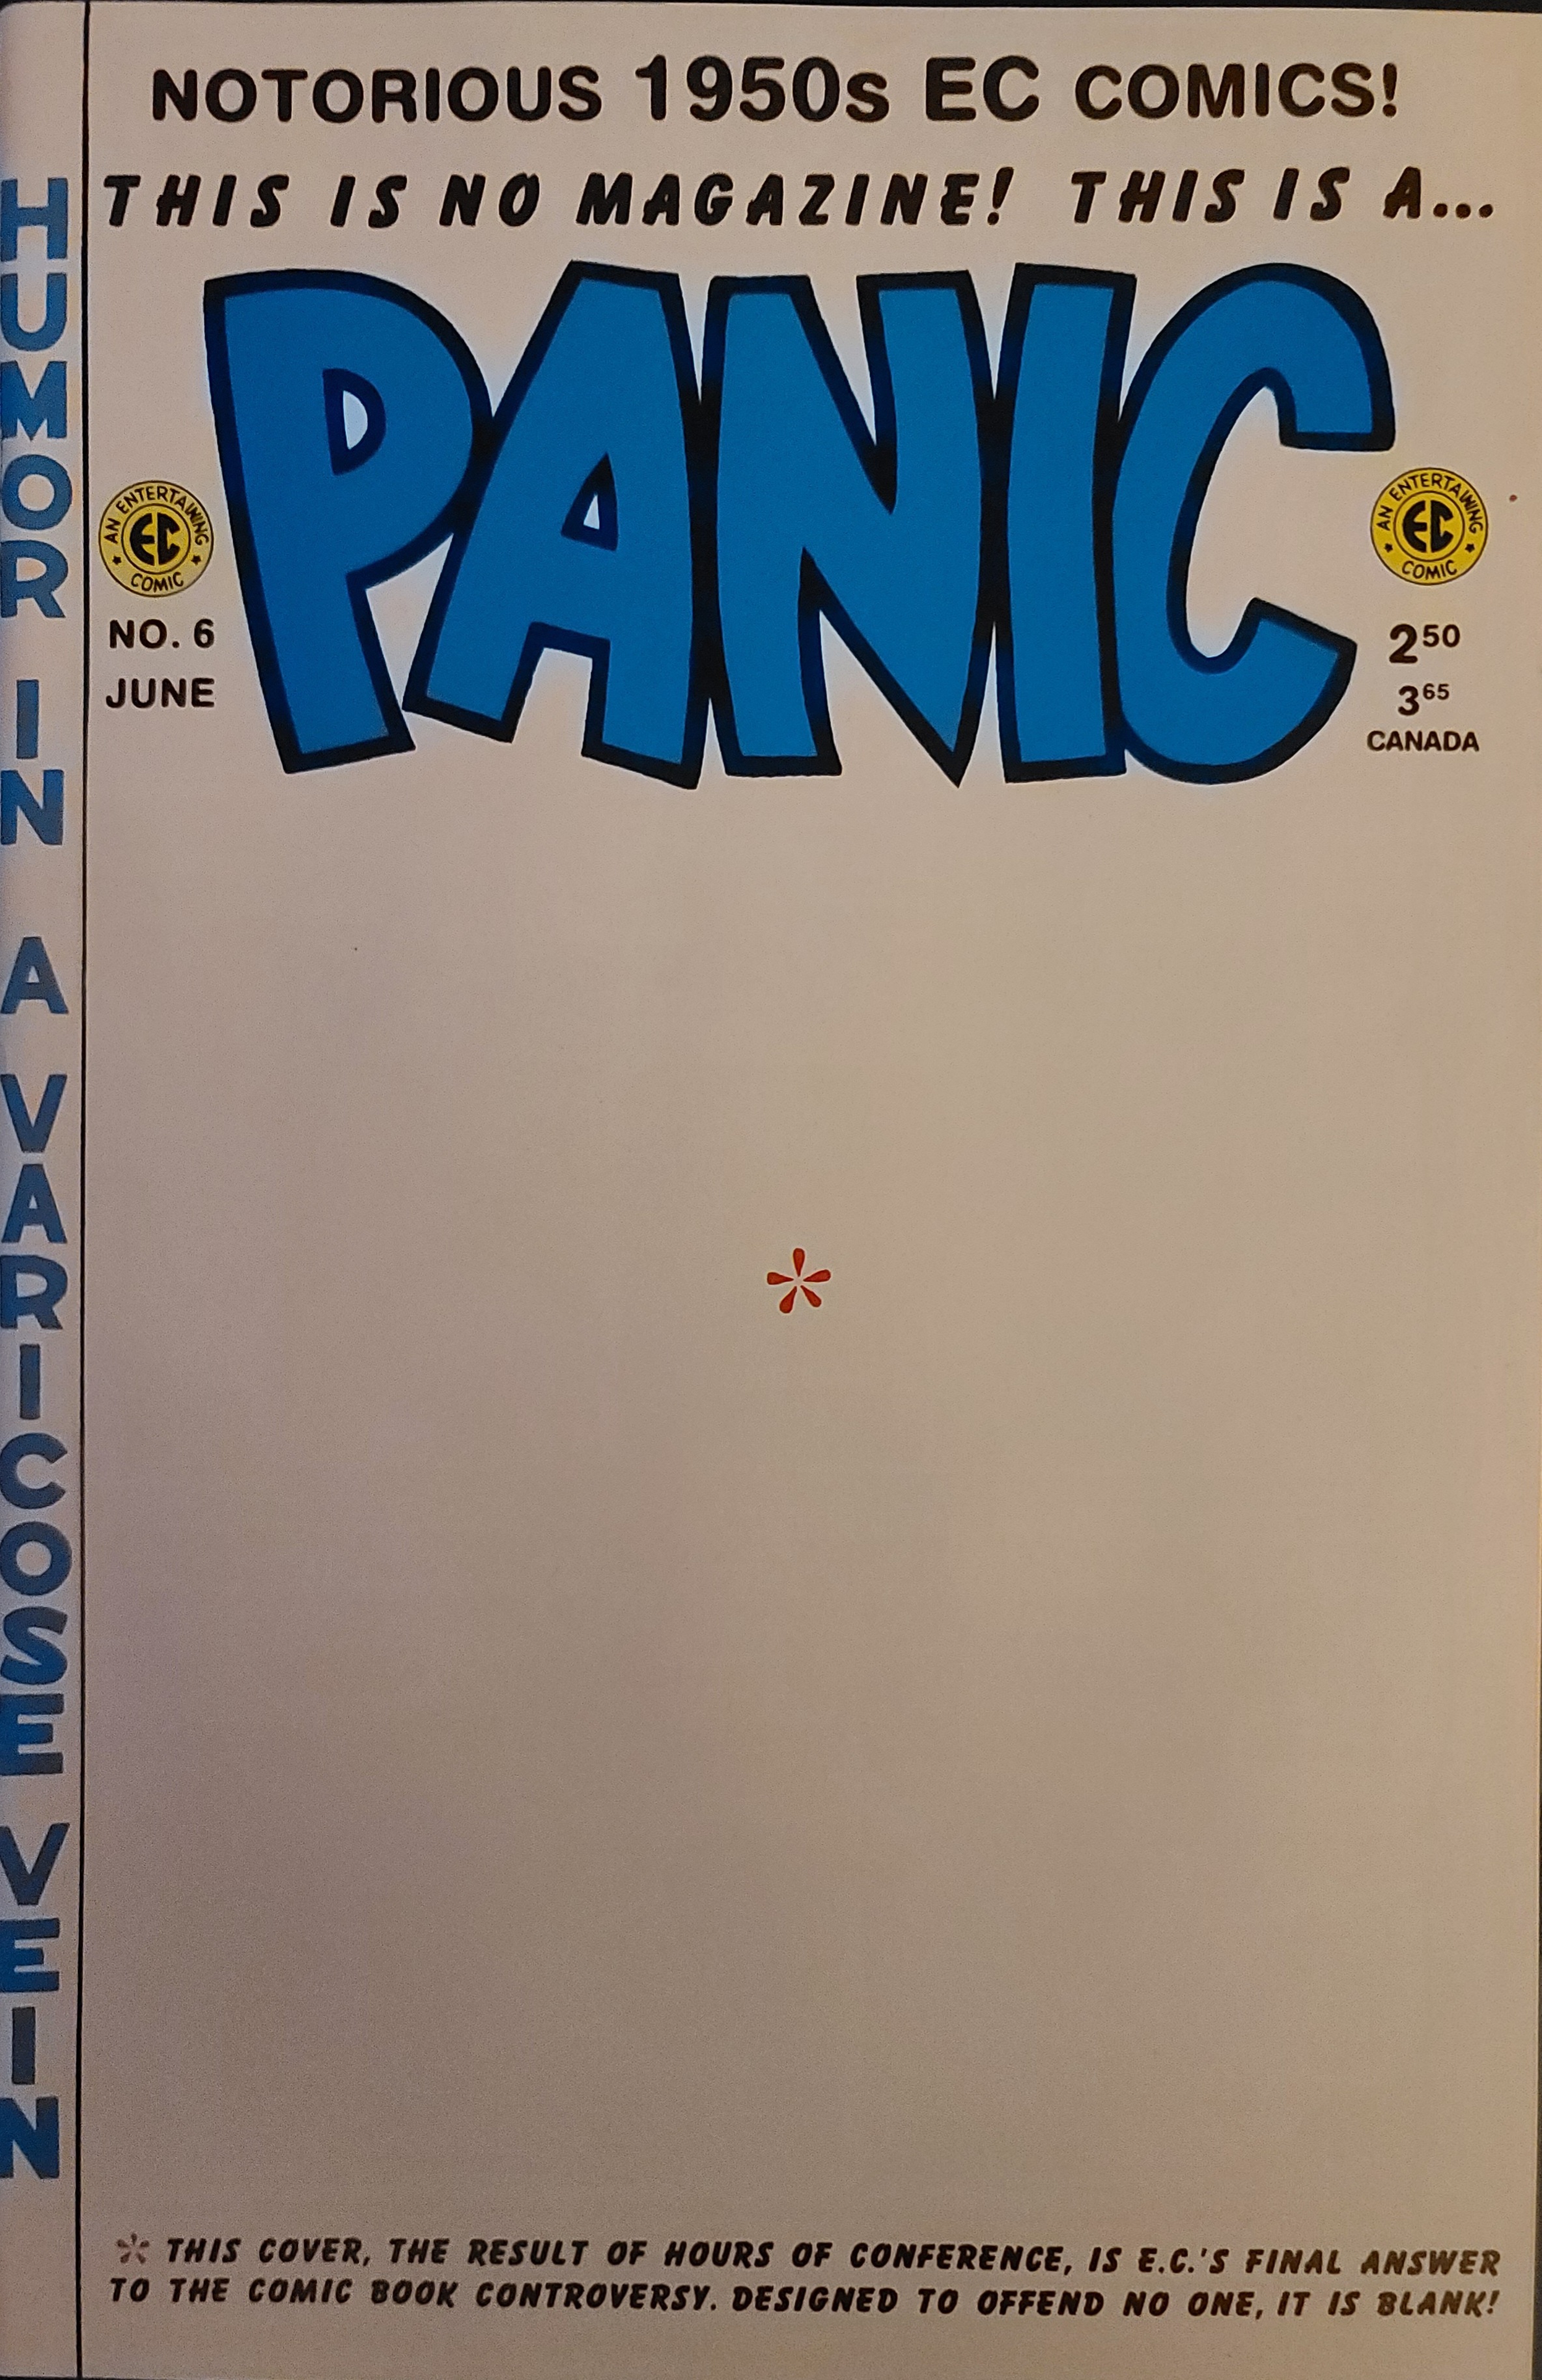 NOTORIOUS 1950s EC COMICS!
THIS IS NO MAGAZINE! THIS IS A...
PANIC
HUMOR IN A VARICOSE VEIN
AN ENTERTAINING
EC
COMIC
NO. 6
JUNE
AN ENTERTAINING
EC
COMIC
2 50
3 65
CANADA
*
* THIS COVER, THE RESULT OF HOURS OF CONFERENCE, IS E.C.'S FINAL ANSWER
TO THE COMIC BOOK CONTROVERSY. DESIGNED TO OFFEND NO ONE, IT IS BLANK!